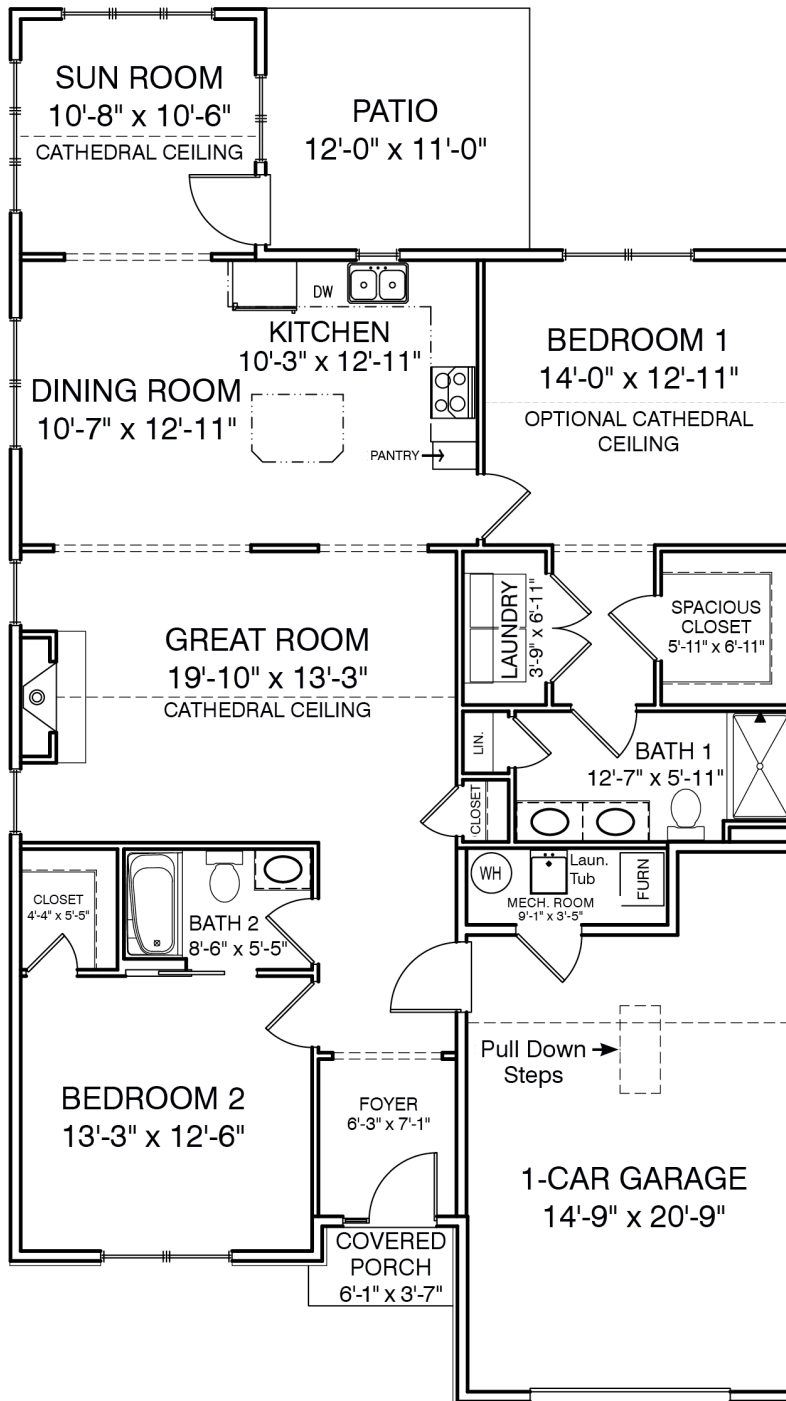 SUN ROOM
10'-8" x 10'-6"
CATHEDRAL CEILING
PATIO
12'-0" x 11'-0"
DW
KITCHEN
10'-3" x 12'-11"
DINING ROOM
10'-7" x 12'-11"
PANTRY
BEDROOM 1
14'-0" x 12'-11"
OPTIONAL CATHEDRAL
CEILING
GREAT ROOM
19'-10" x 13'-3"
CATHEDRAL CEILING
LAUNDRY
3'-9" x 6'-11"
SPACIOUS
CLOSET
5'-11" x 6'-11"
LIN.
BATH 1
12'-7" x 5'-11"
CLOSET
CLOSET
4'-4" x 5'-5"
BATH 2
8'-6" x 5'-5"
WH
Laun.
Tub
FURN
MECH. ROOM
9'-1" x 3'-5"
Pull Down
Steps
BEDROOM 2
13'-3" x 12'-6"
FOYER
6'-3" x 7'-1"
1-CAR GARAGE
14'-9" x 20'-9"
COVERED
PORCH
6'-1" x 3'-7"